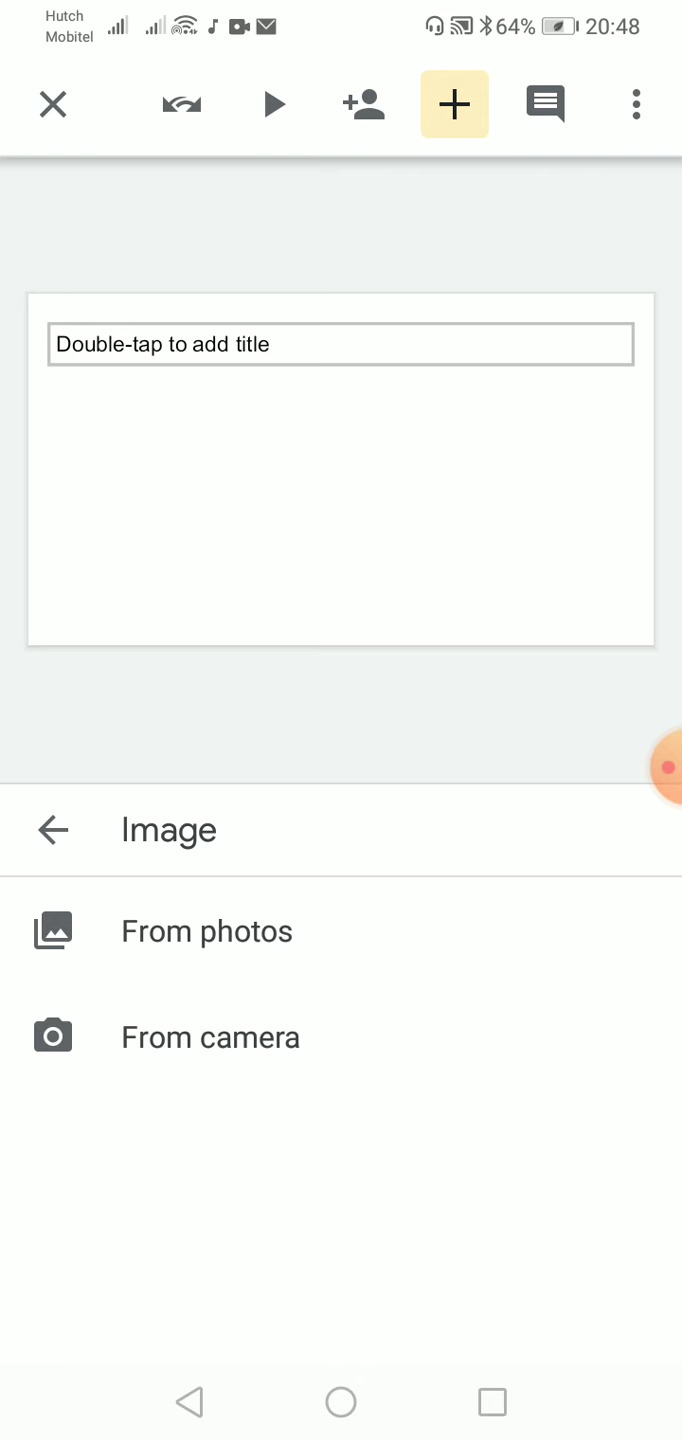 Hutch
Mobitel
64% 20:48
Double-tap to add title
Image
From photos
From camera